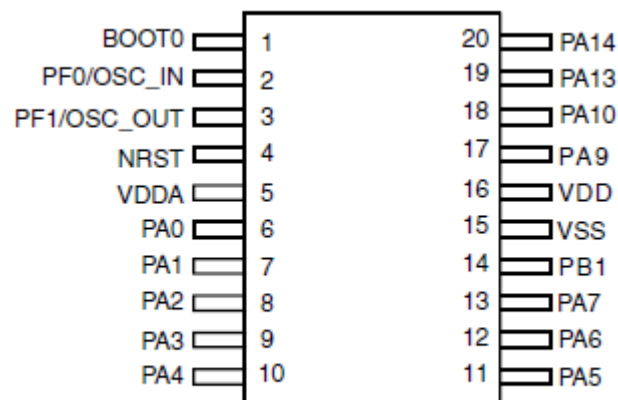 BOOT0 1 20 PA14
PF0/OSC_IN 2 19 PA13
PF1/OSC_OUT 3 18 PA10
NRST 4 17 PA9
VDDA 5 16 VDD
PA0 6 15 VSS
PA1 7 14 PB1
PA2 8 13 PA7
PA3 9 12 PA6
PA4 10 11 PA5